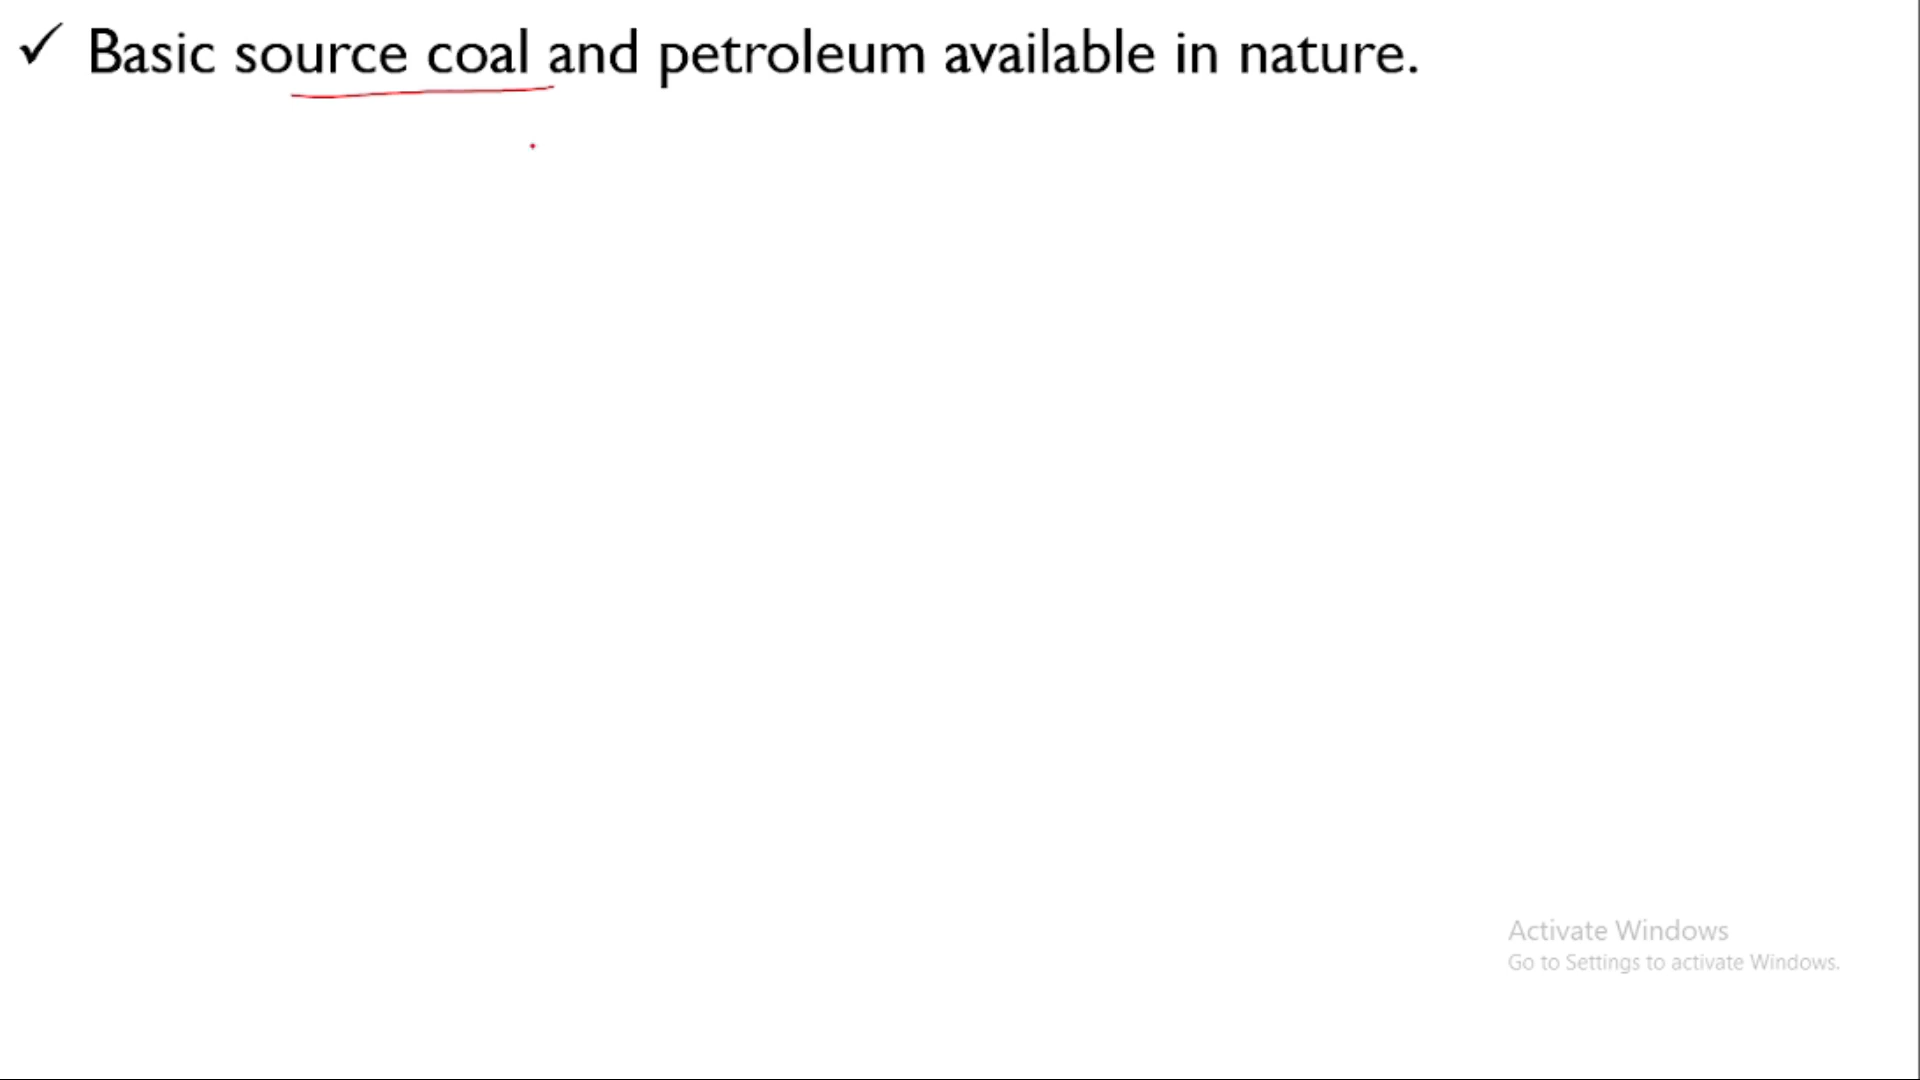 ✓ Basic source coal and petroleum available in nature.
Activate Windows
Go to Settings to activate Windows.